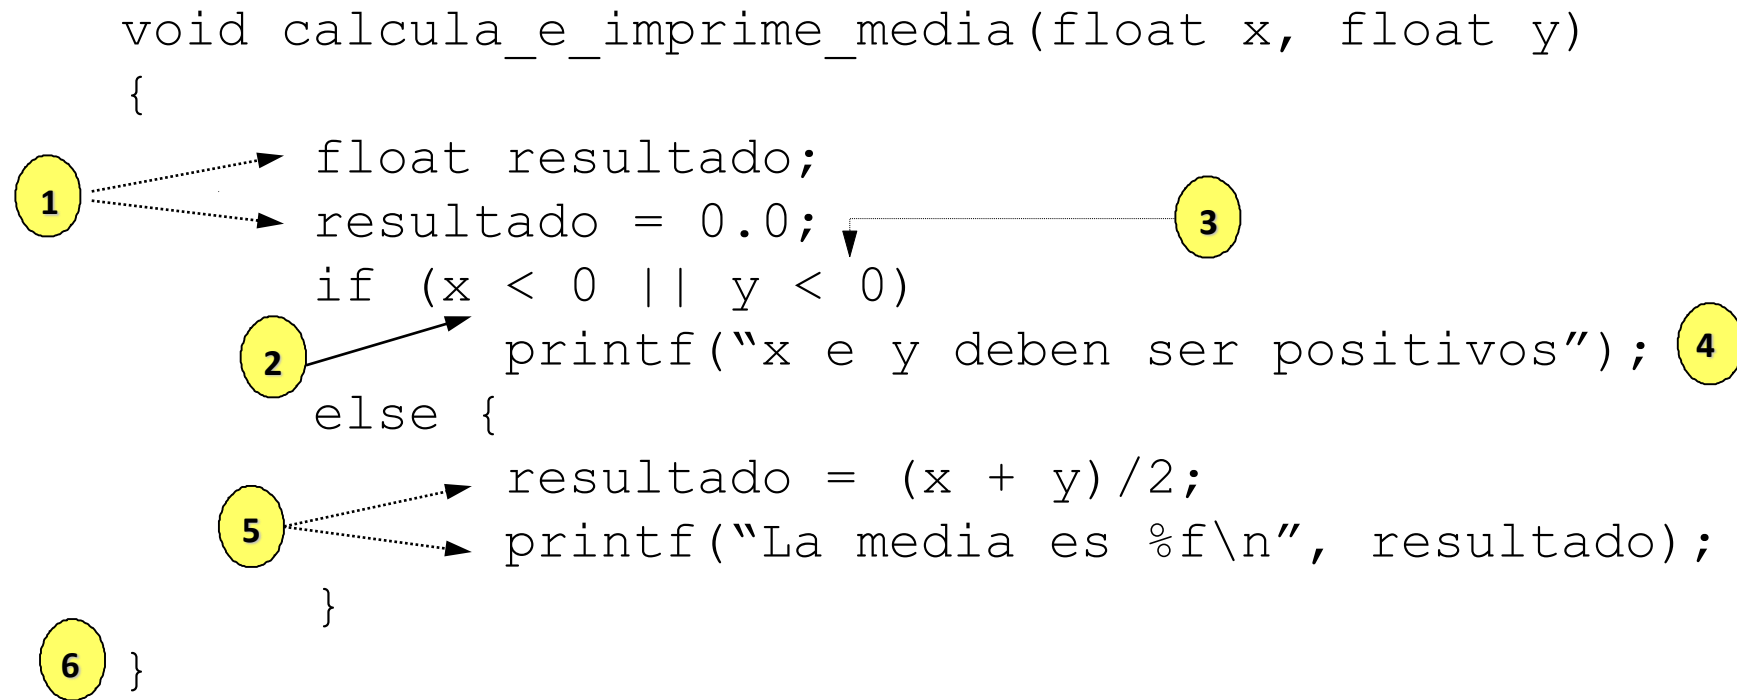 void calcula_e_imprime_media(float x, float y)
{
1 float resultado;
resultado = 0.0; 3
if (x < 0 || y < 0)
2 printf(“x e y deben ser positivos”); 4
else {
resultado = (x + y)/2;
5 printf(“La media es %f\n”, resultado);
}
6 }